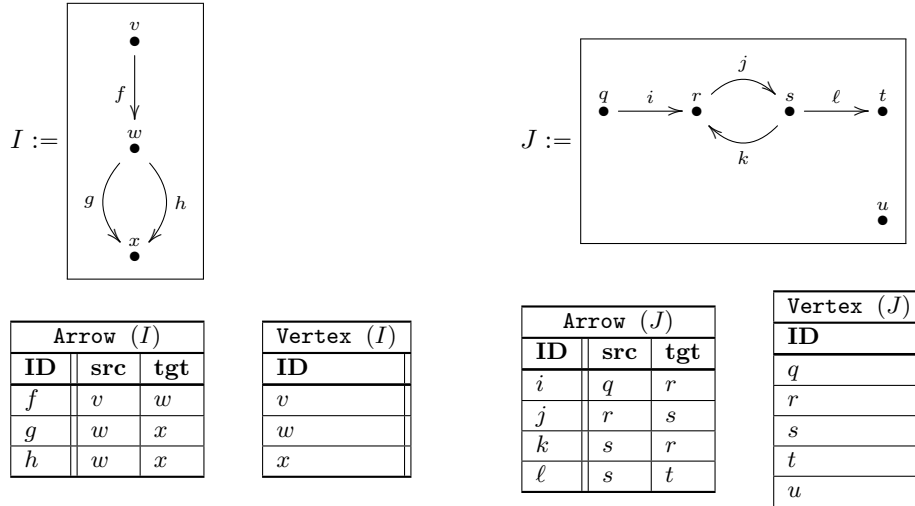 I :=
v
f
w
g h
x
J :=
j
q i r s ℓ t
k
u
Arrow (I)
ID src tgt
f v w
g w x
h w x
Vertex (I)
ID
v
w
x
Arrow (J)
ID src tgt
i q r
j r s
k s r
ℓ s t
Vertex (J)
ID
q
r
s
t
u